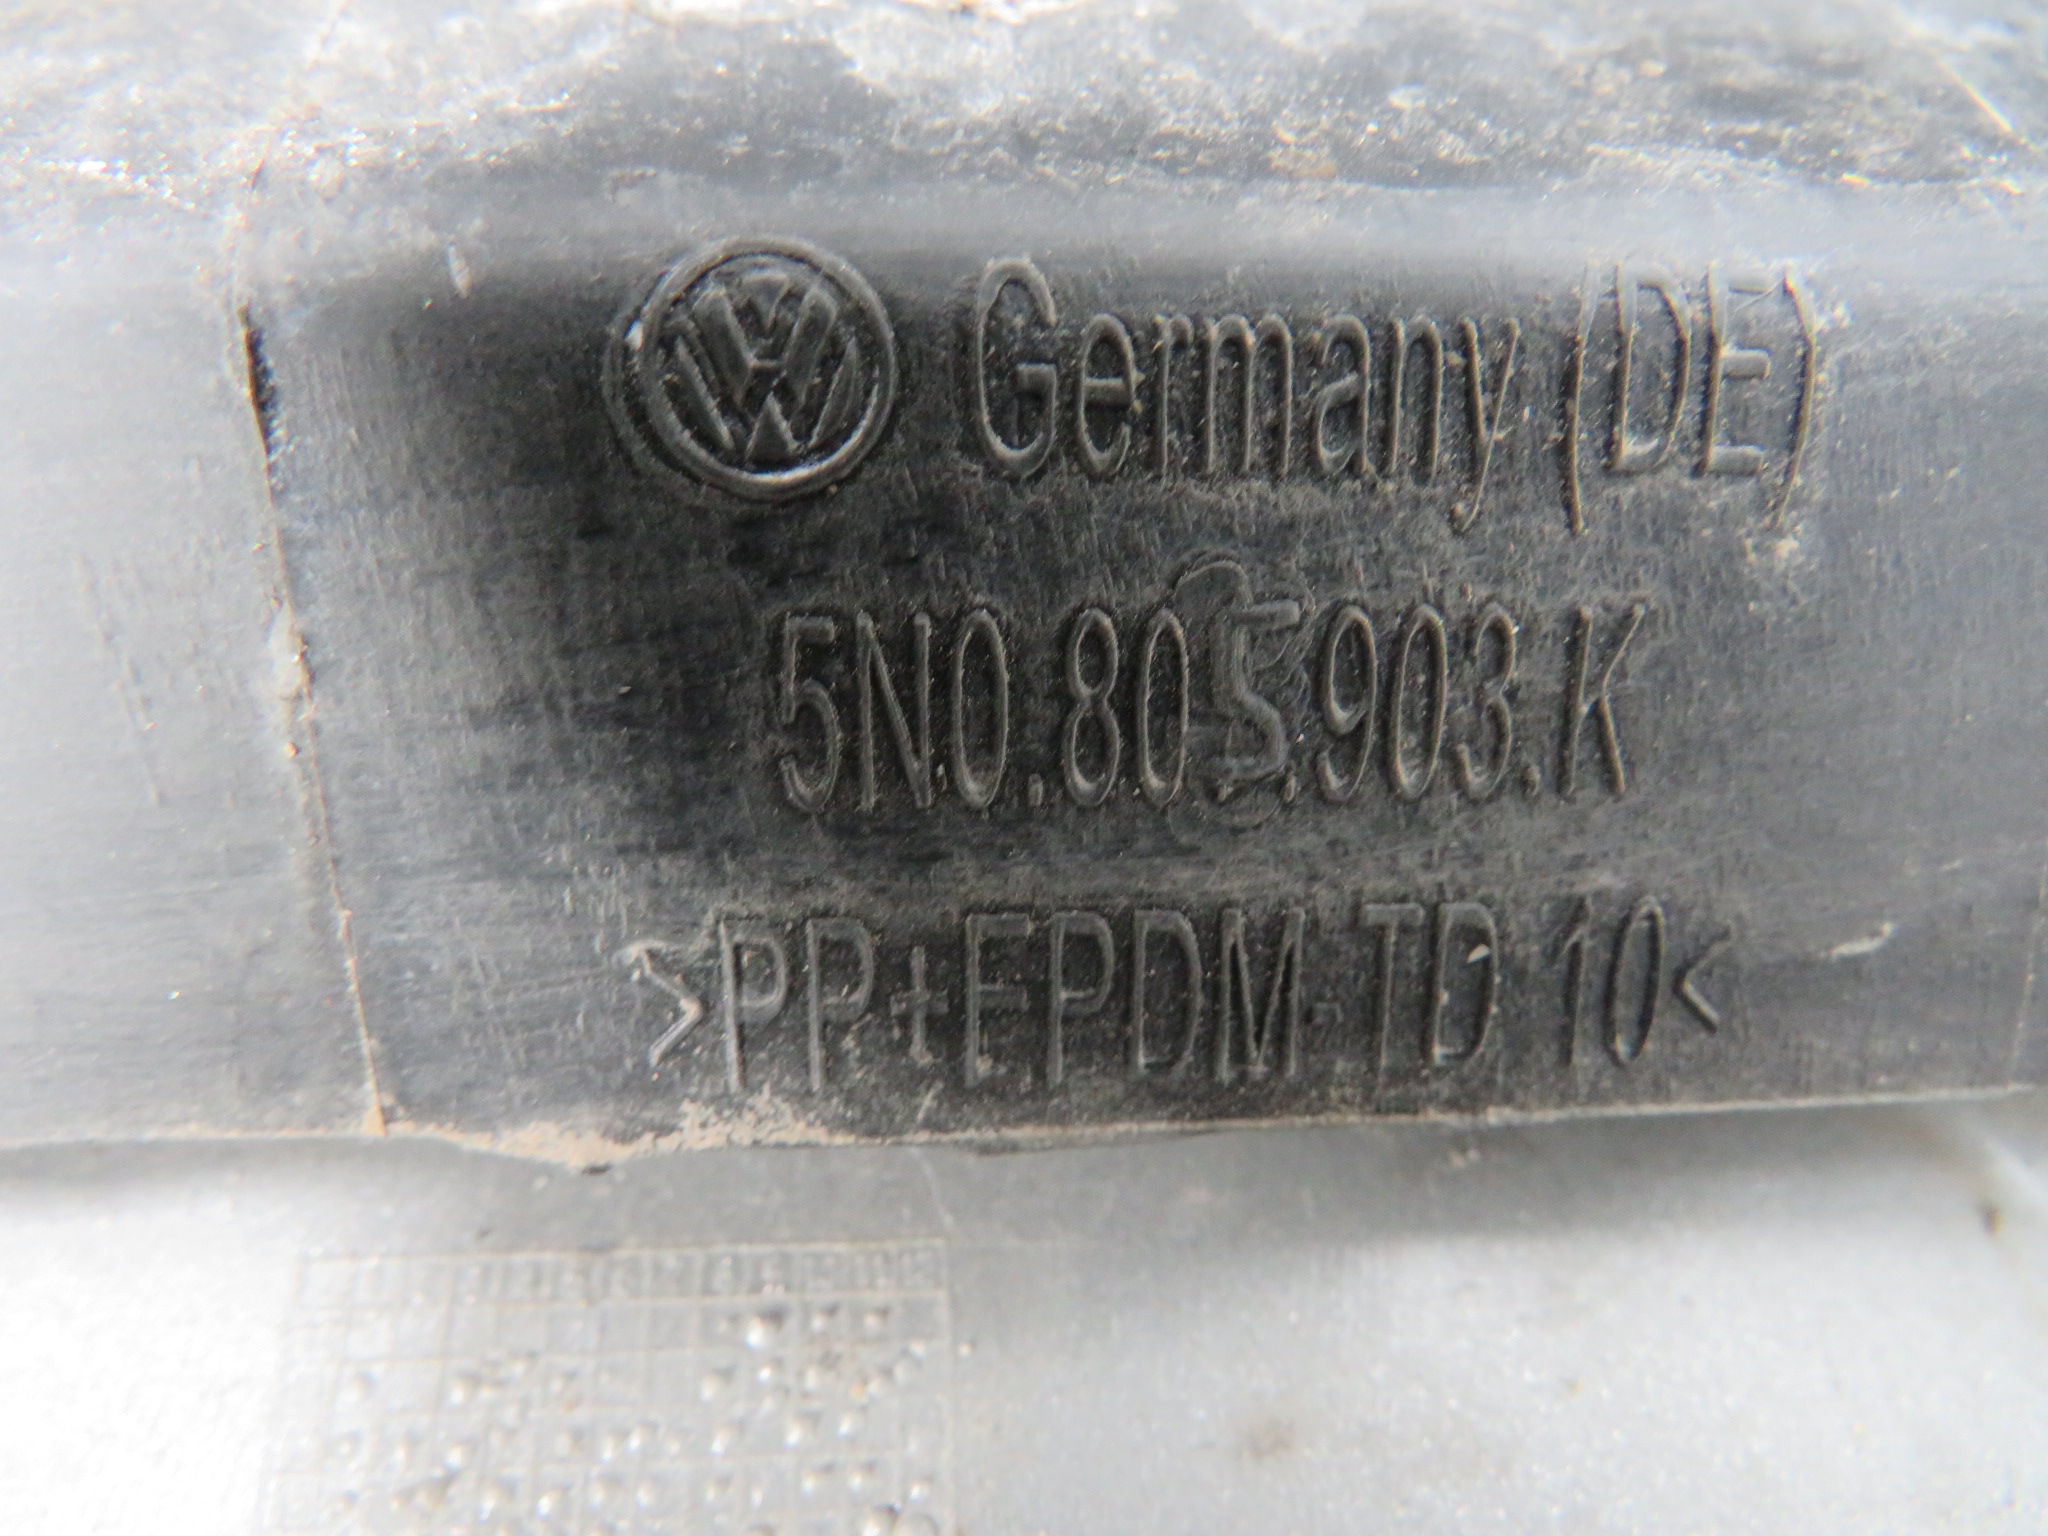 Germany (DE)
5N0.805.903.K
>PP+EPDM-TD 10<